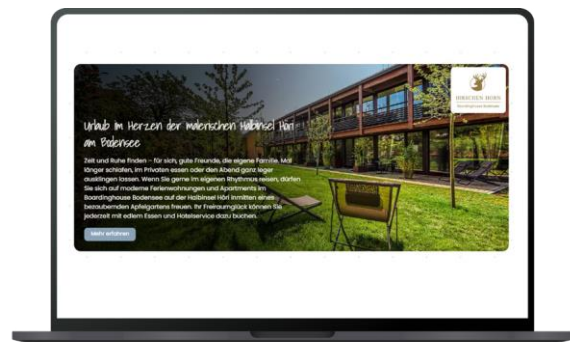 HIRSCHEN HORN
Boardinghouse Bodensee
Urlaub im Herzen der malerischen Halbinsel Höri
am Bodensee
Zeit und Ruhe finden – für sich, gute Freunde, die eigene Familie. Mal
länger schlafen, im Privaten essen oder den Abend ganz leger
ausklingen lassen. Wenn Sie gerne im eigenen Rhythmus reisen, dürfen
Sie sich auf moderne Ferienwohnungen und Apartments im
Boardinghouse Bodensee auf der Halbinsel Höri inmitten eines
bezaubernden Apfelgartens freuen. Ihr Freiraumglück können Sie
jederzeit mit edlem Essen und Hotelservice dazu buchen.
Mehr erfahren